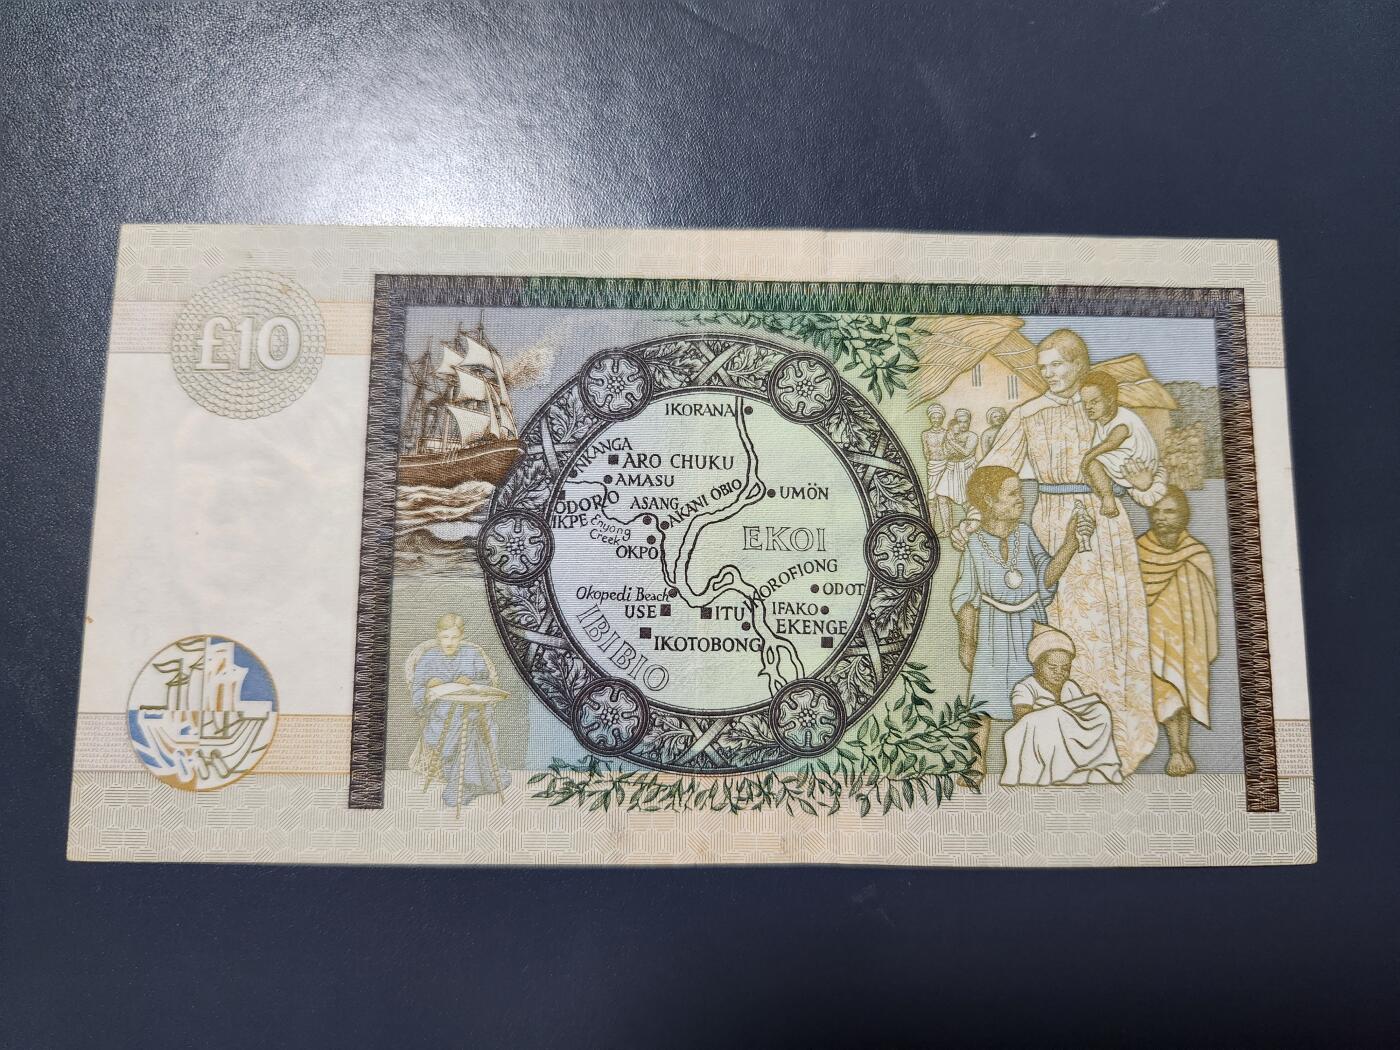 £10
IKORANA
NKANGA
ARO CHUKU
AMASU
ODORO
IKPE
ASANG
AKANI OBIO
UMÖN
Enyong
Creek
OKPO
EKOI
OROFIONG
Okopedi Beach
ODOT
USE
ITU
IFAKO
EKENGE
IKOTOBONG
IBIBIO